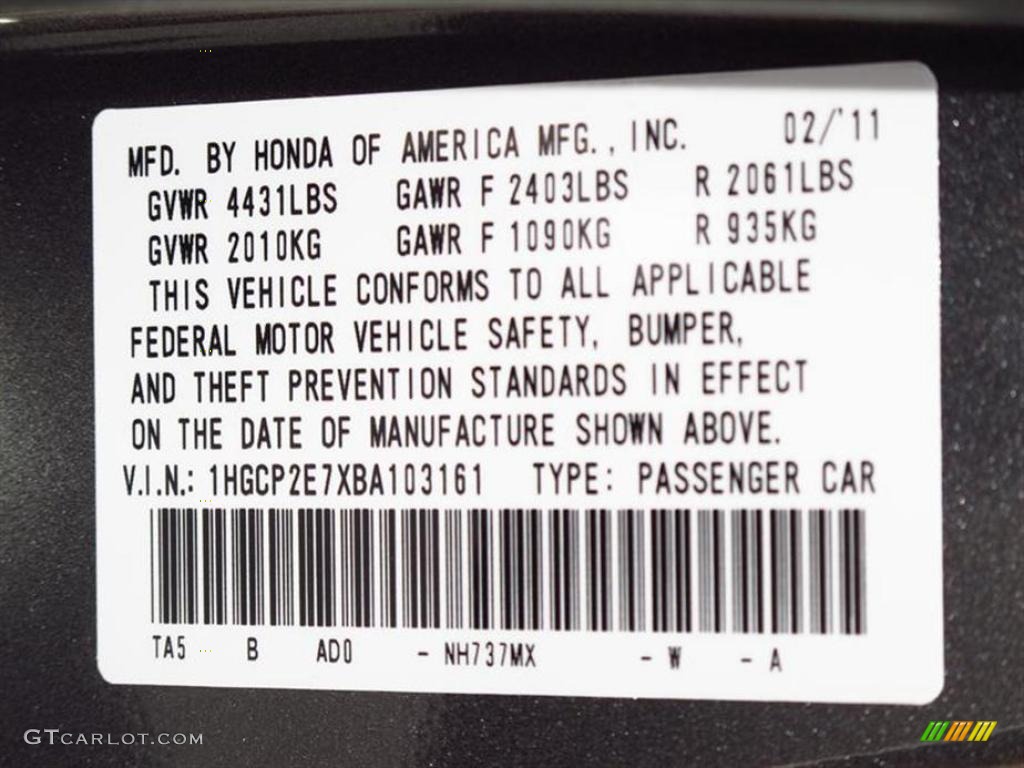 MFD. BY HONDA OF AMERICA MFG., INC. 02/'11
GVWR 4431LBS GAWR F 2403LBS R 2061LBS
GVWR 2010KG GAWR F 1090KG R 935KG
THIS VEHICLE CONFORMS TO ALL APPLICABLE
FEDERAL MOTOR VEHICLE SAFETY, BUMPER,
AND THEFT PREVENTION STANDARDS IN EFFECT
ON THE DATE OF MANUFACTURE SHOWN ABOVE.
V.I.N.: 1HGCP2E7XBA103161 TYPE: PASSENGER CAR
TA5 B AD0 - NH737MX - W - A
GTCARLOT.COM